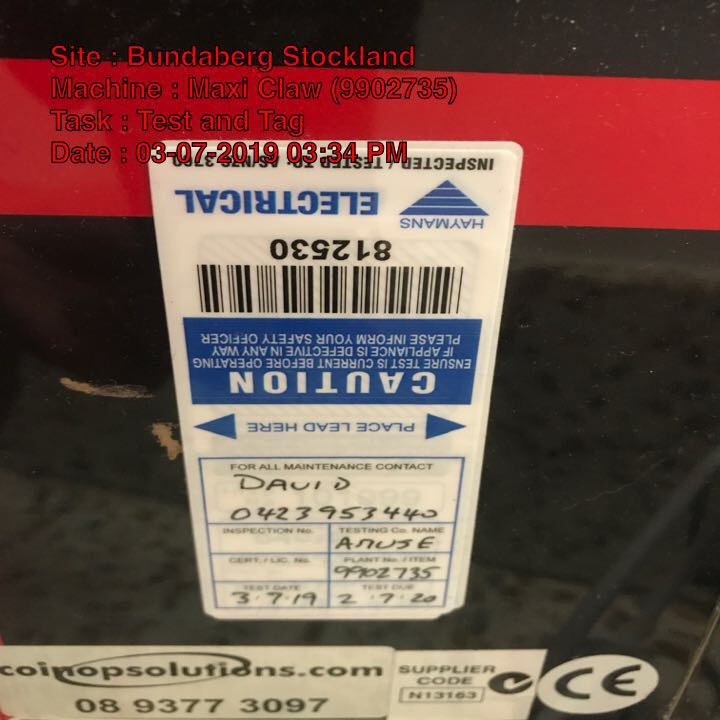 Site : Bundaberg Stockland
Machine : Maxi Claw (9902735)
Task : Test and Tag
Date : 03-07-2019 03:34 PM
INSPECTED / TESTED TO: AS/NZS 3760
HAYMANS
ELECTRICAL
812530
CAUTION
ENSURE TEST IS CURRENT BEFORE OPERATING
IF APPLIANCE IS DEFECTIVE IN ANY WAY
PLEASE INFORM YOUR SAFETY OFFICER
PLACE LEAD HERE
FOR ALL MAINTENANCE CONTACT
DAVID
0423953440
INSPECTION No. TESTING Co. NAME
AMUSE
CERT. / LIC. No. PLANT No. / ITEM
9902735
TEST DATE TEST DUE
3.7.19 2.7.20
coinopsolutions.com
08 9377 3097
SUPPLIER
CODE
N13163
CE